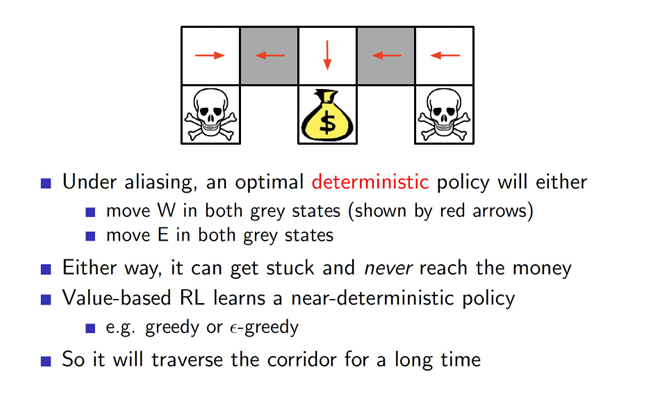 $
Under aliasing, an optimal deterministic policy will either
move W in both grey states (shown by red arrows)
move E in both grey states
Either way, it can get stuck and never reach the money
Value-based RL learns a near-deterministic policy
e.g. greedy or ϵ-greedy
So it will traverse the corridor for a long time